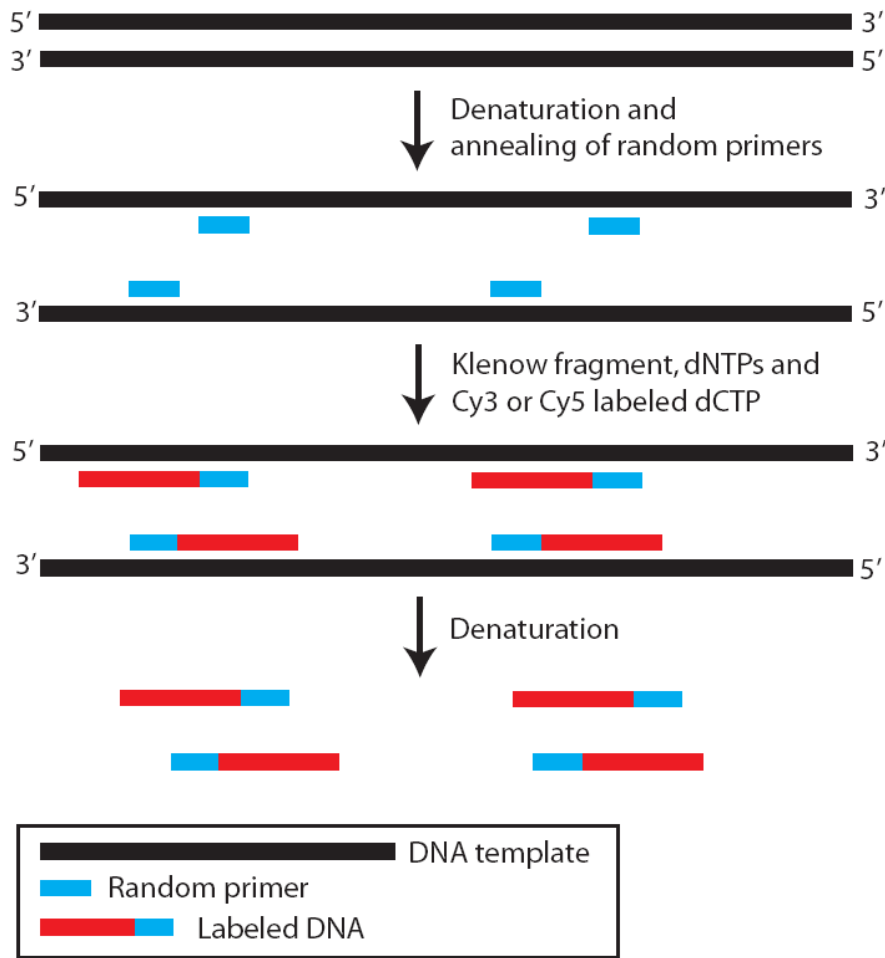 5′ 3′
3′ 5′
Denaturation and
annealing of random primers
5′ 3′
3′ 5′
Klenow fragment, dNTPs and
Cy3 or Cy5 labeled dCTP
5′ 3′
3′ 5′
Denaturation
DNA template
Random primer
Labeled DNA